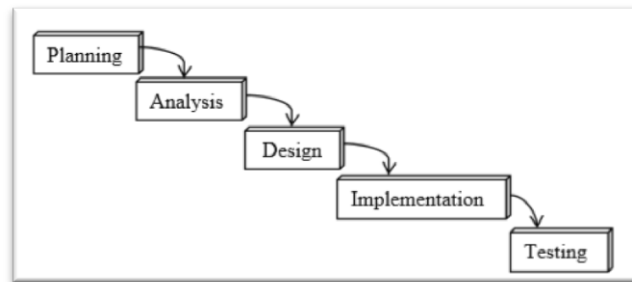 Planning
Analysis
Design
Implementation
Testing